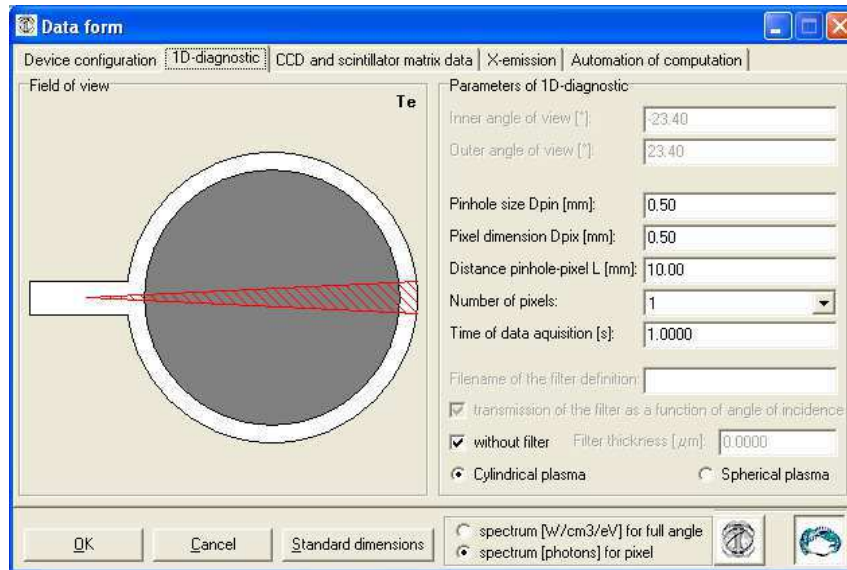 Data form
Device configuration 1D-diagnostic CCD and scintillator matrix data X-emission Automation of computation
Field of view
Te
Parameters of 1D-diagnostic
Inner angle of view [°]: -23.40
Outer angle of view [°]: 23.40
Pinhole size Dpin [mm]: 0.50
Pixel dimension Dpix [mm]: 0.50
Distance pinhole-pixel L [mm]: 10.00
Number of pixels: 1
Time of data aquisition [s]: 1.0000
Filename of the filter definition:
transmission of the filter as a function of angle of incidence
without filter Filter thickness [μm]: 0.0000
Cylindrical plasma Spherical plasma
OK Cancel Standard dimensions
spectrum [W/cm3/eV] for full angle
spectrum [photons] for pixel